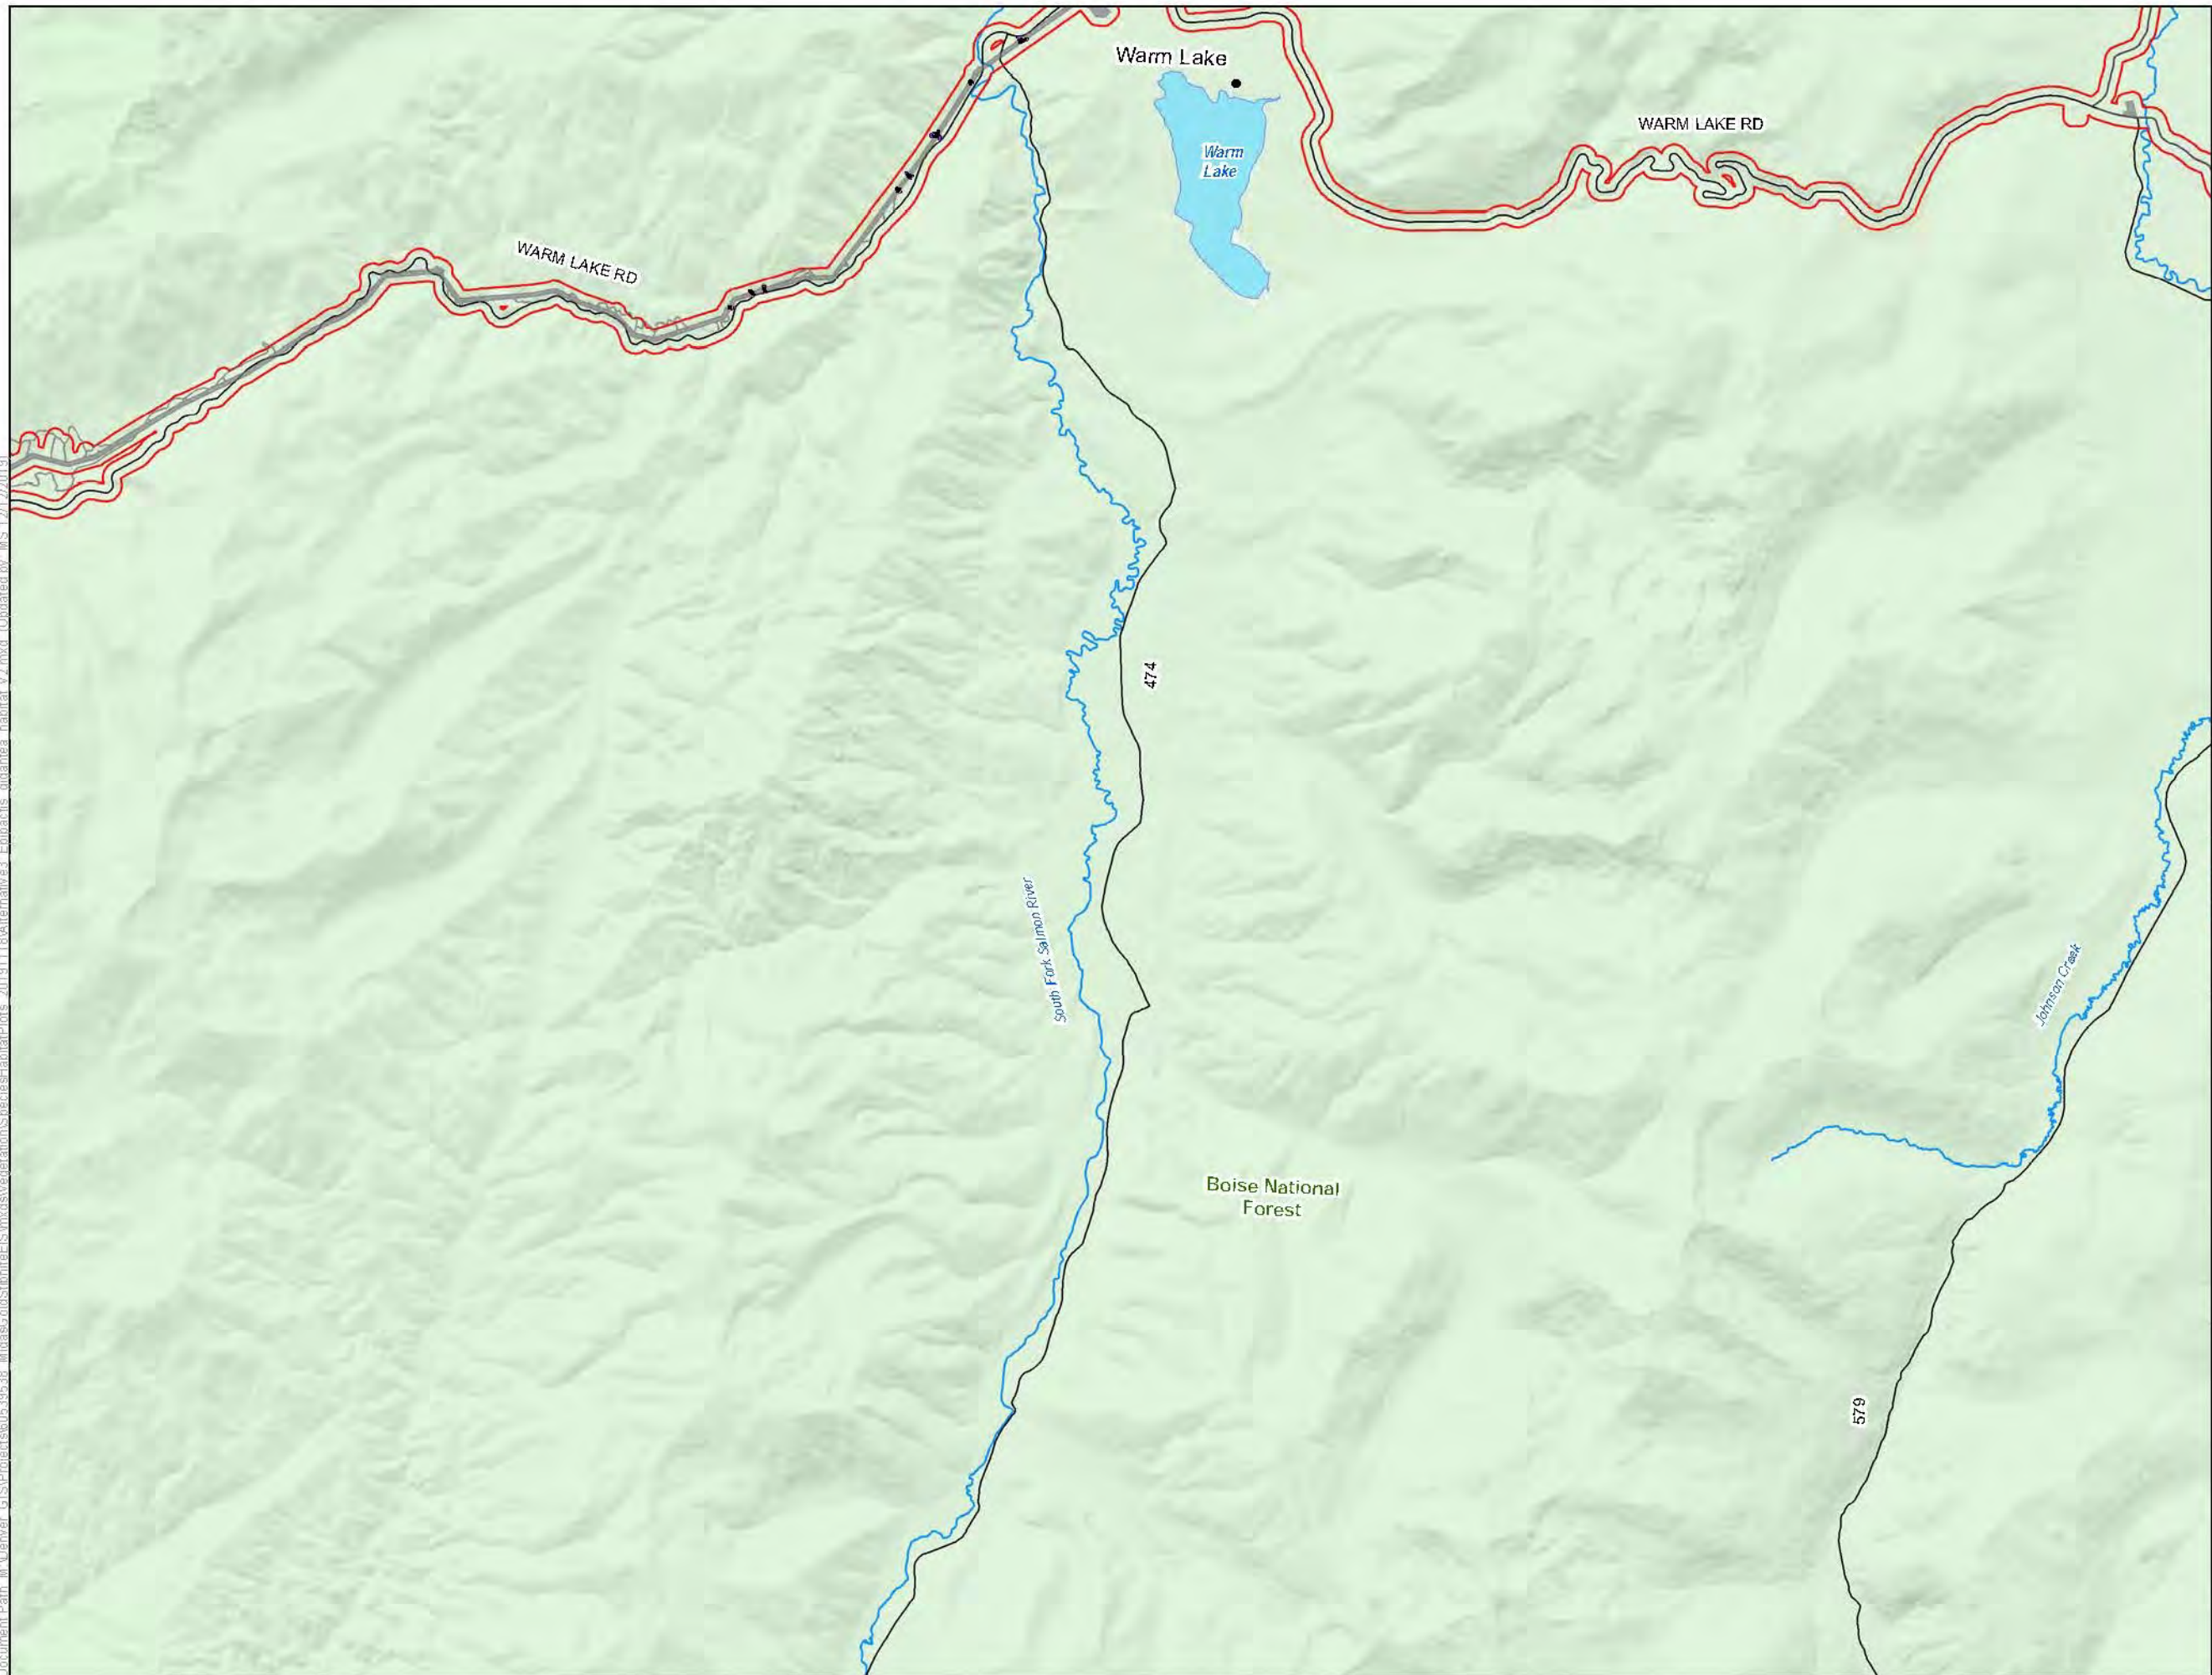 Warm Lake
WARM LAKE RD
Warm
Lake
WARM LAKE RD
474
South Fork Salmon River
Johnson Creek
Boise National
Forest
579